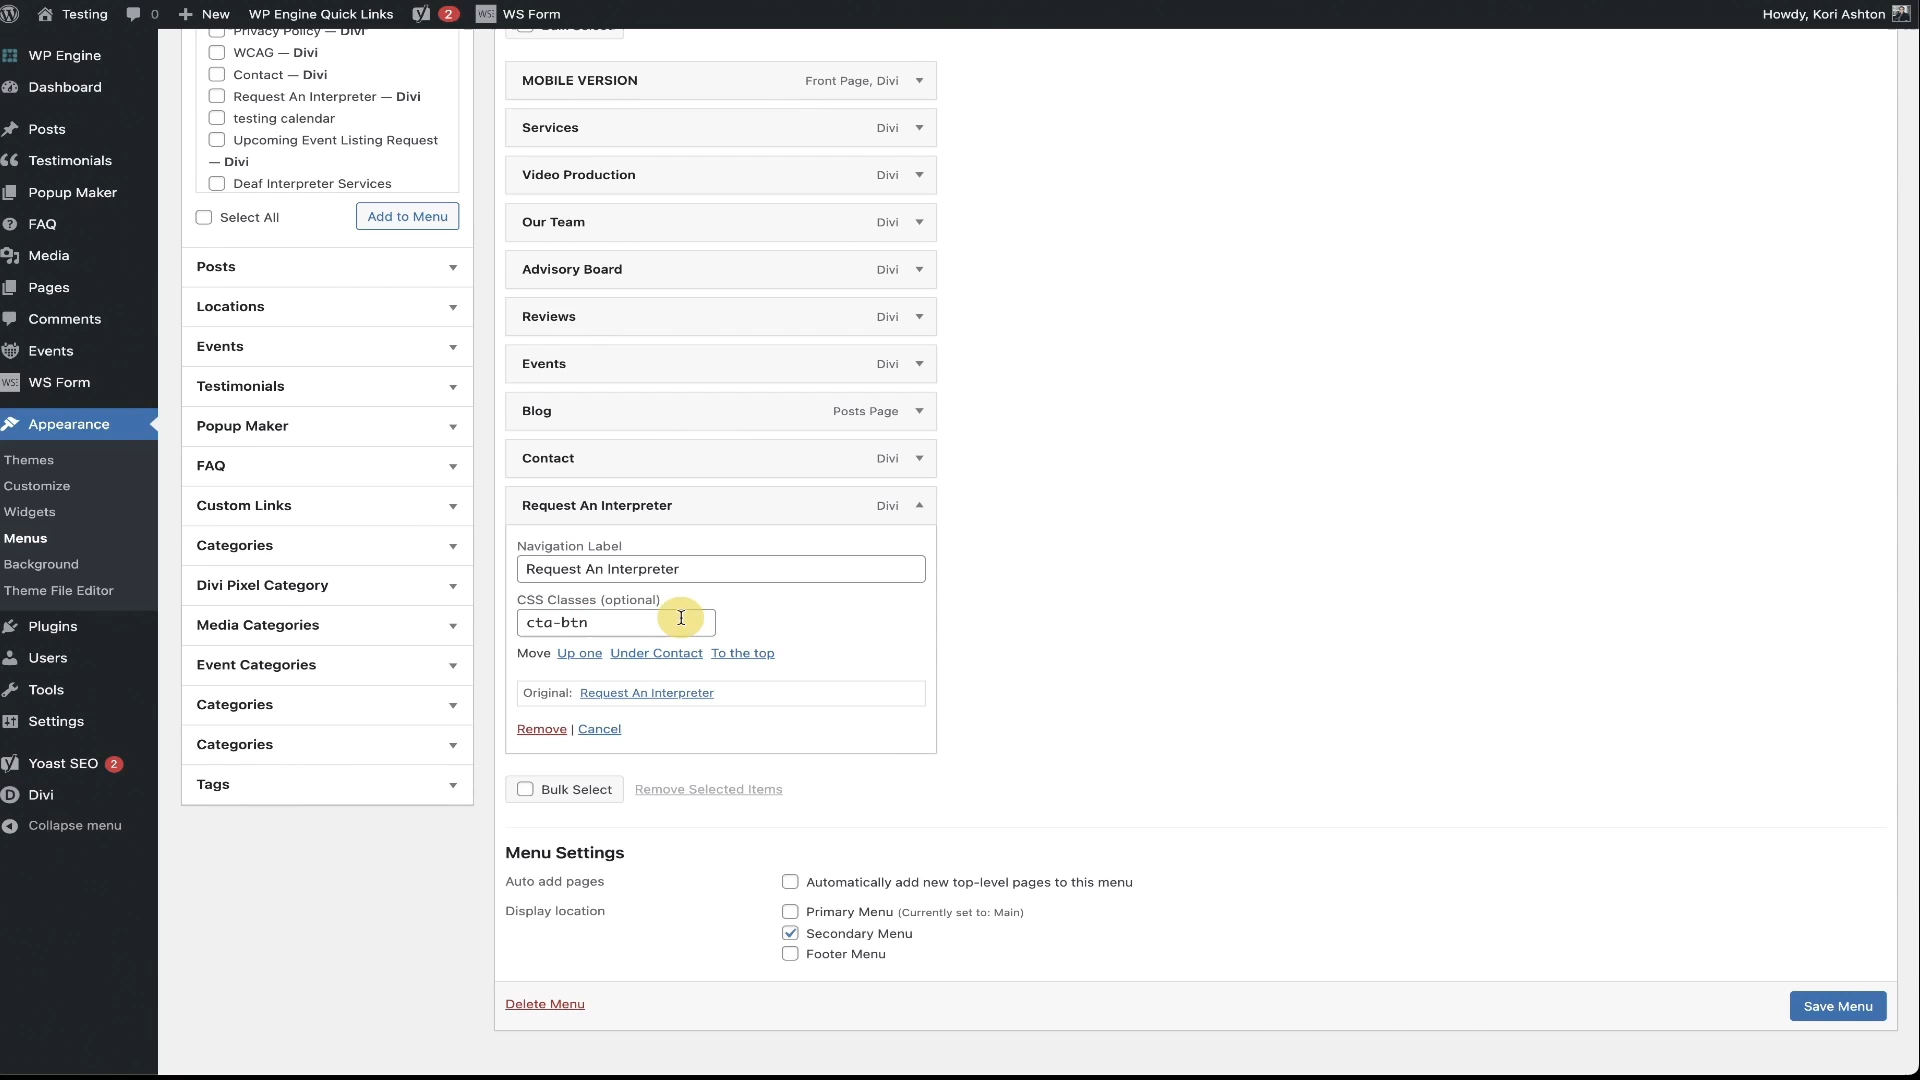 Testing
0
New
WP Engine Quick Links
2
WS Form
Howdy, Kori Ashton
WP Engine
Dashboard
Posts
Testimonials
Popup Maker
FAQ
Media
Pages
Comments
Events
WS Form
Appearance
Themes
Customize
Widgets
Menus
Background
Theme File Editor
Plugins
Users
Tools
Settings
Yoast SEO 2
Divi
Collapse menu
Privacy Policy — Divi
WCAG — Divi
Contact — Divi
Request An Interpreter — Divi
testing calendar
Upcoming Event Listing Request
— Divi
Deaf Interpreter Services
Select All
Add to Menu
Posts
Locations
Events
Testimonials
Popup Maker
FAQ
Custom Links
Categories
Divi Pixel Category
Media Categories
Event Categories
Categories
Categories
Tags
Bulk Select
MOBILE VERSION Front Page, Divi
Services Divi
Video Production Divi
Our Team Divi
Advisory Board Divi
Reviews Divi
Events Divi
Blog Posts Page
Contact Divi
Request An Interpreter Divi
Navigation Label
Request An Interpreter
CSS Classes (optional)
cta-btn
Move Up one Under Contact To the top
Original: Request An Interpreter
Remove | Cancel
Bulk Select Remove Selected Items
Menu Settings
Auto add pages
Automatically add new top-level pages to this menu
Display location
Primary Menu (Currently set to: Main)
Secondary Menu
Footer Menu
Delete Menu
Save Menu